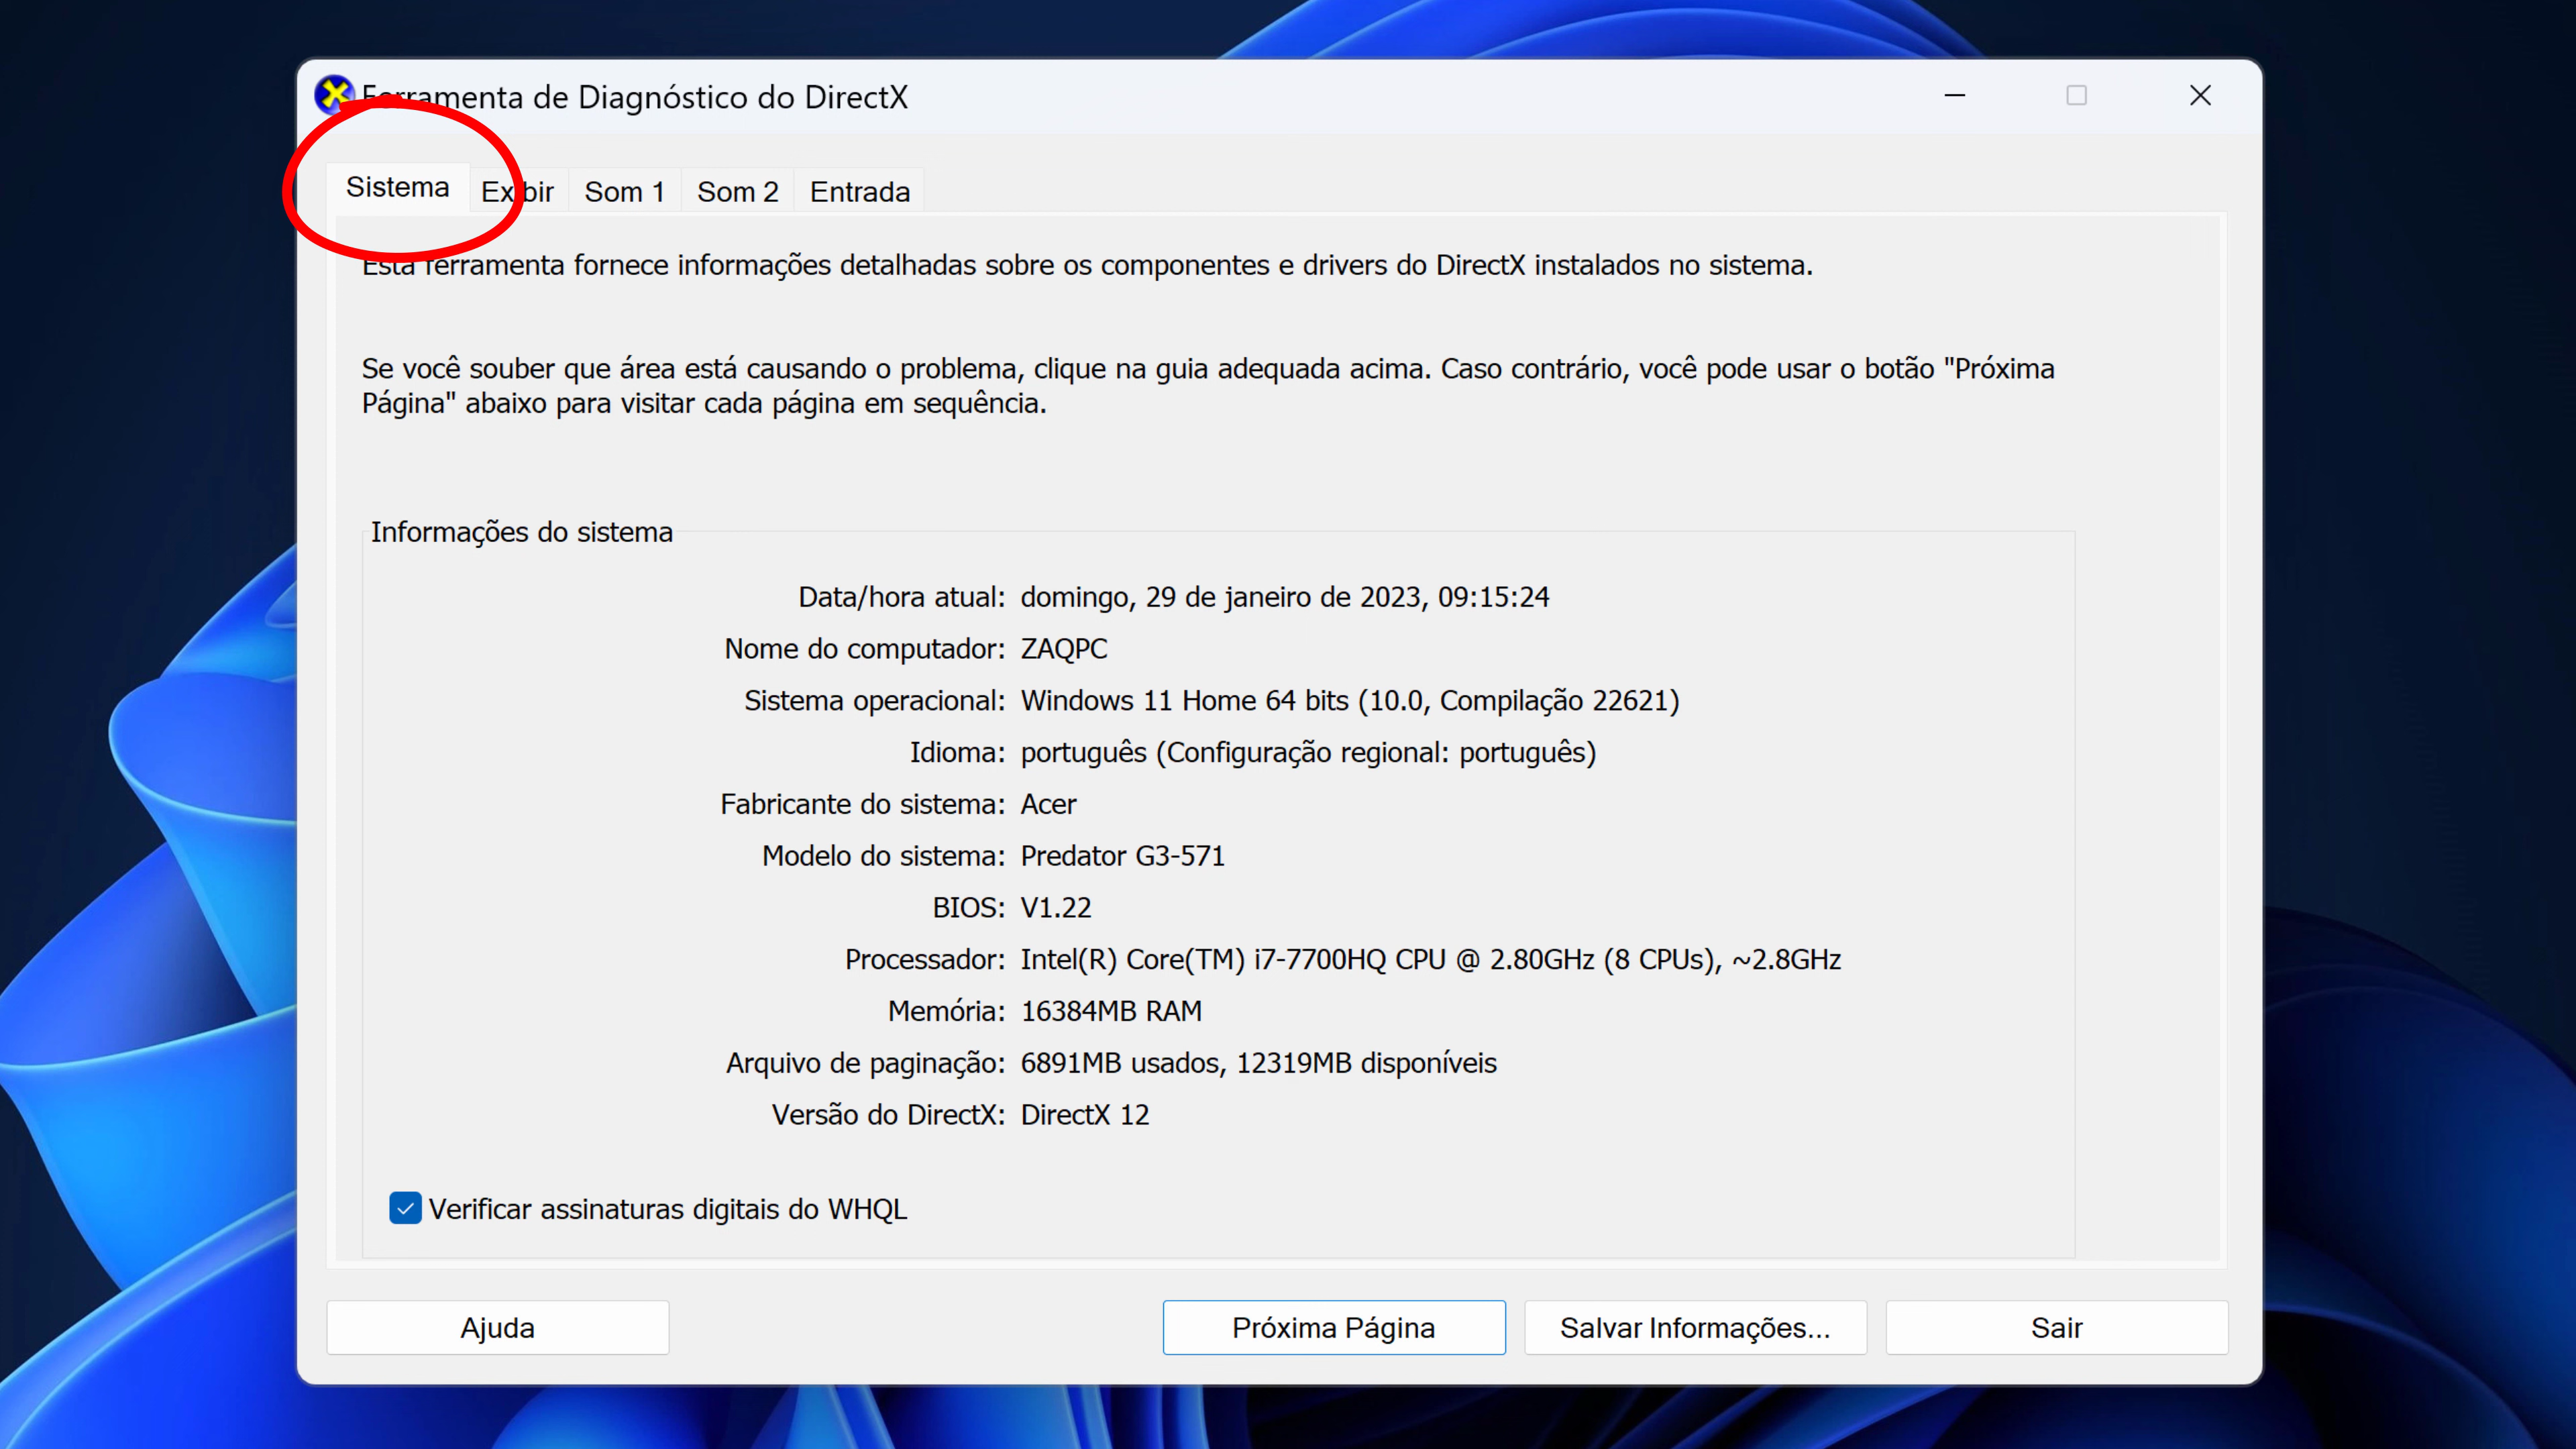 Ferramenta de Diagnóstico do DirectX
Sistema Exibir Som 1 Som 2 Entrada
Esta ferramenta fornece informações detalhadas sobre os componentes e drivers do DirectX instalados no sistema.
Se você souber que área está causando o problema, clique na guia adequada acima. Caso contrário, você pode usar o botão "Próxima
Página" abaixo para visitar cada página em sequência.
Informações do sistema
Data/hora atual: domingo, 29 de janeiro de 2023, 09:15:24
Nome do computador: ZAQPC
Sistema operacional: Windows 11 Home 64 bits (10.0, Compilação 22621)
Idioma: português (Configuração regional: português)
Fabricante do sistema: Acer
Modelo do sistema: Predator G3-571
BIOS: V1.22
Processador: Intel(R) Core(TM) i7-7700HQ CPU @ 2.80GHz (8 CPUs), ~2.8GHz
Memória: 16384MB RAM
Arquivo de paginação: 6891MB usados, 12319MB disponíveis
Versão do DirectX: DirectX 12
Verificar assinaturas digitais do WHQL
Ajuda Próxima Página Salvar Informações... Sair